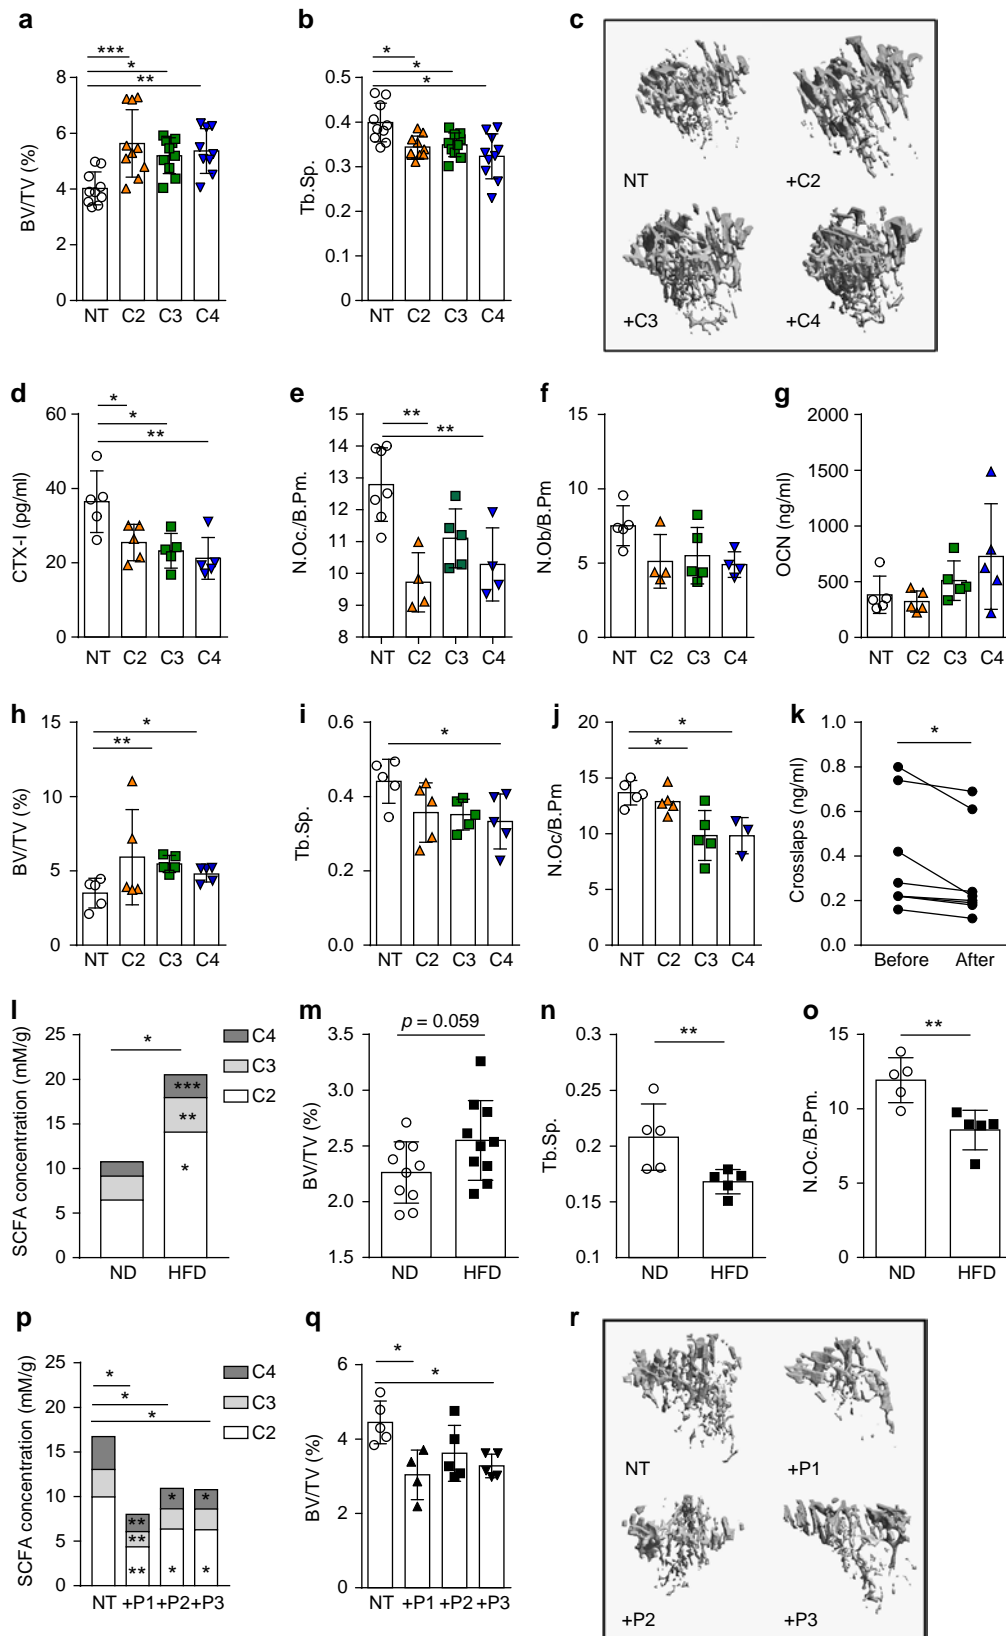 a
***
*
**
BV/TV (%)
8
6
4
2
0
NT C2 C3 C4
b
*
*
*
Tb.Sp.
0.5
0.4
0.3
0.2
0.1
0.0
NT C2 C3 C4
c
NT +C2
+C3 +C4
d
*
*
**
CTX-I (pg/ml)
60
40
20
0
NT C2 C3 C4
e
**
**
N.Oc./B.Pm.
15
14
13
12
11
10
9
8
NT C2 C3 C4
f
N.Ob/B.Pm
15
10
5
0
NT C2 C3 C4
g
OCN (ng/ml)
2000
1500
1000
500
0
NT C2 C3 C4
h
*
**
BV/TV (%)
15
10
5
0
NT C2 C3 C4
i
*
Tb.Sp.
0.6
0.4
0.2
0.0
NT C2 C3 C4
j
*
*
N.Oc/B.Pm
20
15
10
5
0
NT C2 C3 C4
k
*
Crosslaps (ng/ml)
1.0
0.8
0.6
0.4
0.2
0.0
Before After
l
*
C4
C3
C2
SCFA concentration (mM/g)
25
20
15
10
5
0
***
**
*
ND HFD
m
p = 0.059
BV/TV (%)
3.5
3.0
2.5
2.0
1.5
ND HFD
n
**
Tb.Sp.
0.3
0.25
0.2
0.15
0.1
ND HFD
o
**
N.Oc./B.Pm.
15
10
5
0
ND HFD
p
*
*
*
C4
C3
C2
SCFA concentration (mM/g)
25
20
15
10
5
0
** * *
**
** * *
NT +P1 +P2 +P3
q
*
*
BV/TV (%)
6
4
2
0
NT +P1 +P2 +P3
r
NT +P1
+P2 +P3